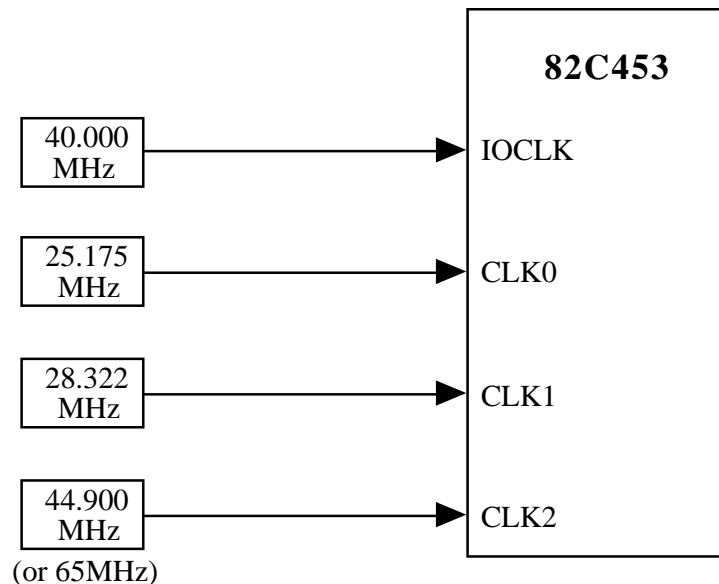 82C453
40.000
MHz
IOCLK
25.175
MHz
CLK0
28.322
MHz
CLK1
44.900
MHz
CLK2
(or 65MHz)